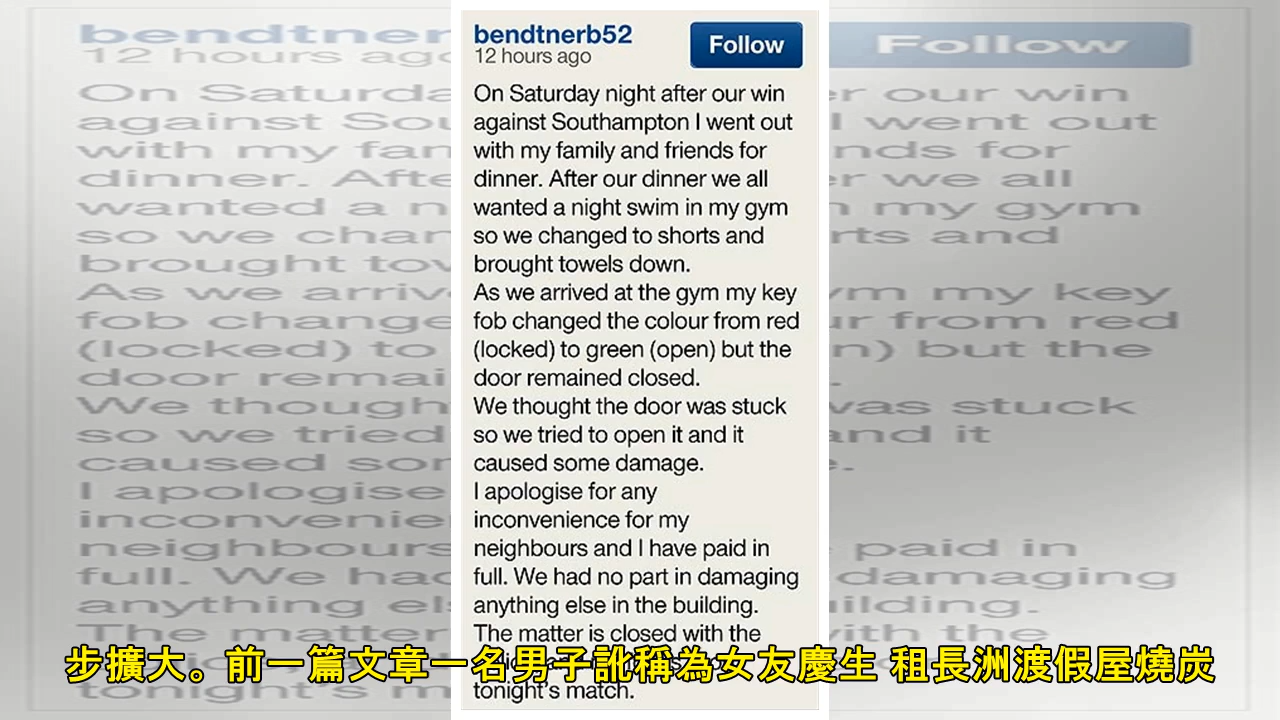 bendtnerb52
Follow
12 hours ago
On Saturday night after our win
against Southampton I went out
with my family and friends for
dinner. After our dinner we all
wanted a night swim in my gym
so we changed to shorts and
brought towels down.
As we arrived at the gym my key
fob changed the colour from red
(locked) to green (open) but the
door remained closed.
We thought the door was stuck
so we tried to open it and it
caused some damage.
I apologise for any
inconvenience for my
neighbours and I have paid in
full. We had no part in damaging
anything else in the building.
The matter is closed with the
步擴大。前一篇文章一名男子訛稱為女友慶生 租長洲渡假屋燒炭
tonight's match.